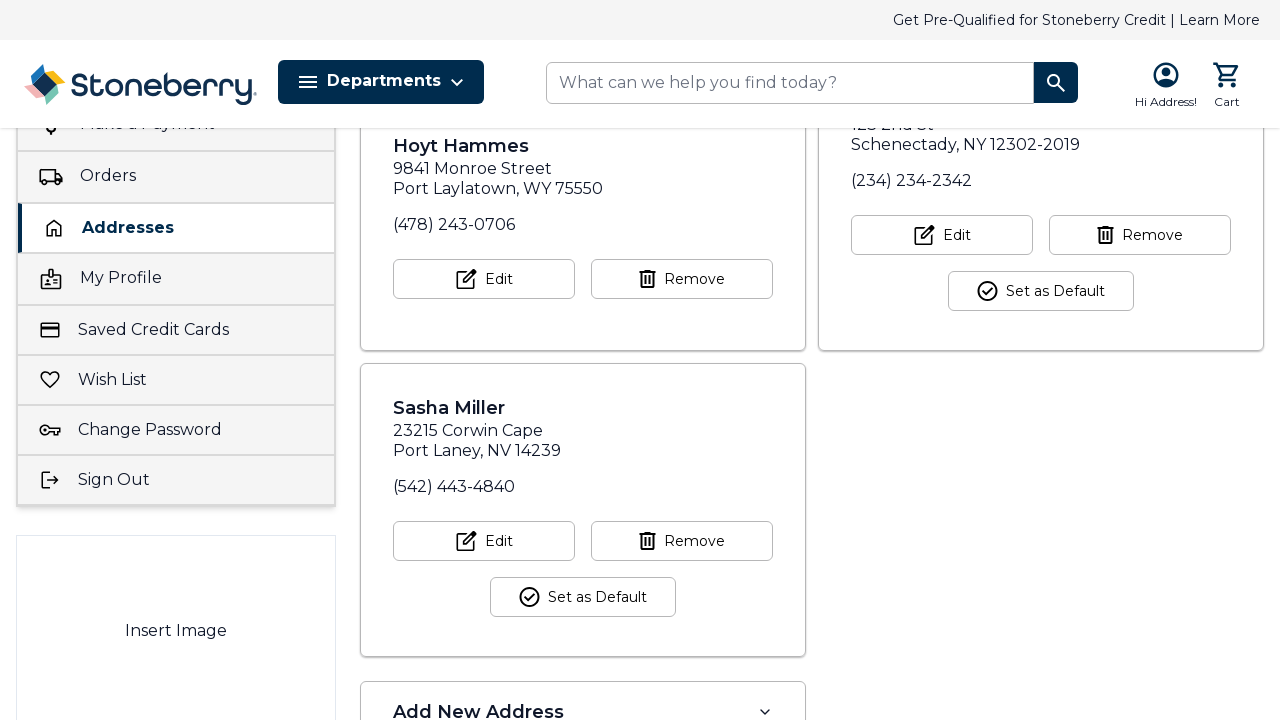 Get Pre-Qualified for Stoneberry Credit | Learn More
Stoneberry
Departments
What can we help you find today?
Hi Address!
Cart
Make a Payment
Orders
Addresses
My Profile
Saved Credit Cards
Wish List
Change Password
Sign Out
Insert Image
Hoyt Hammes
9841 Monroe Street
Port Laylatown, WY 75550
(478) 243-0706
Edit
Remove
Schenectady, NY 12302-2019
(234) 234-2342
Edit
Remove
Set as Default
Sasha Miller
23215 Corwin Cape
Port Laney, NV 14239
(542) 443-4840
Edit
Remove
Set as Default
Add New Address